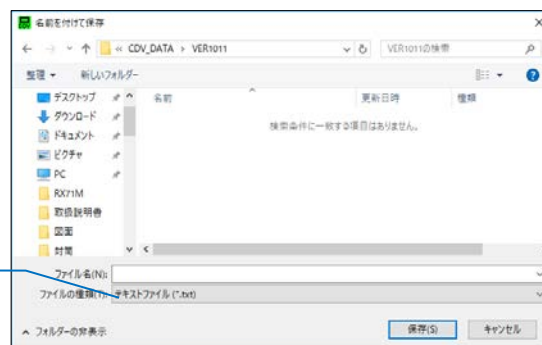 名前を付けて保存
« CDV_DATA › VER1011
VER1011の検索
整理
新しいフォルダー
名前
更新日時
種類
検索条件に一致する項目はありません。
デスクトップ
ダウンロード
ドキュメント
ピクチャ
PC
RX71M
取扱説明書
図面
封筒
ファイル名(N):
ファイルの種類(T): テキストファイル (*.txt)
フォルダーの非表示
保存(S)
キャンセル